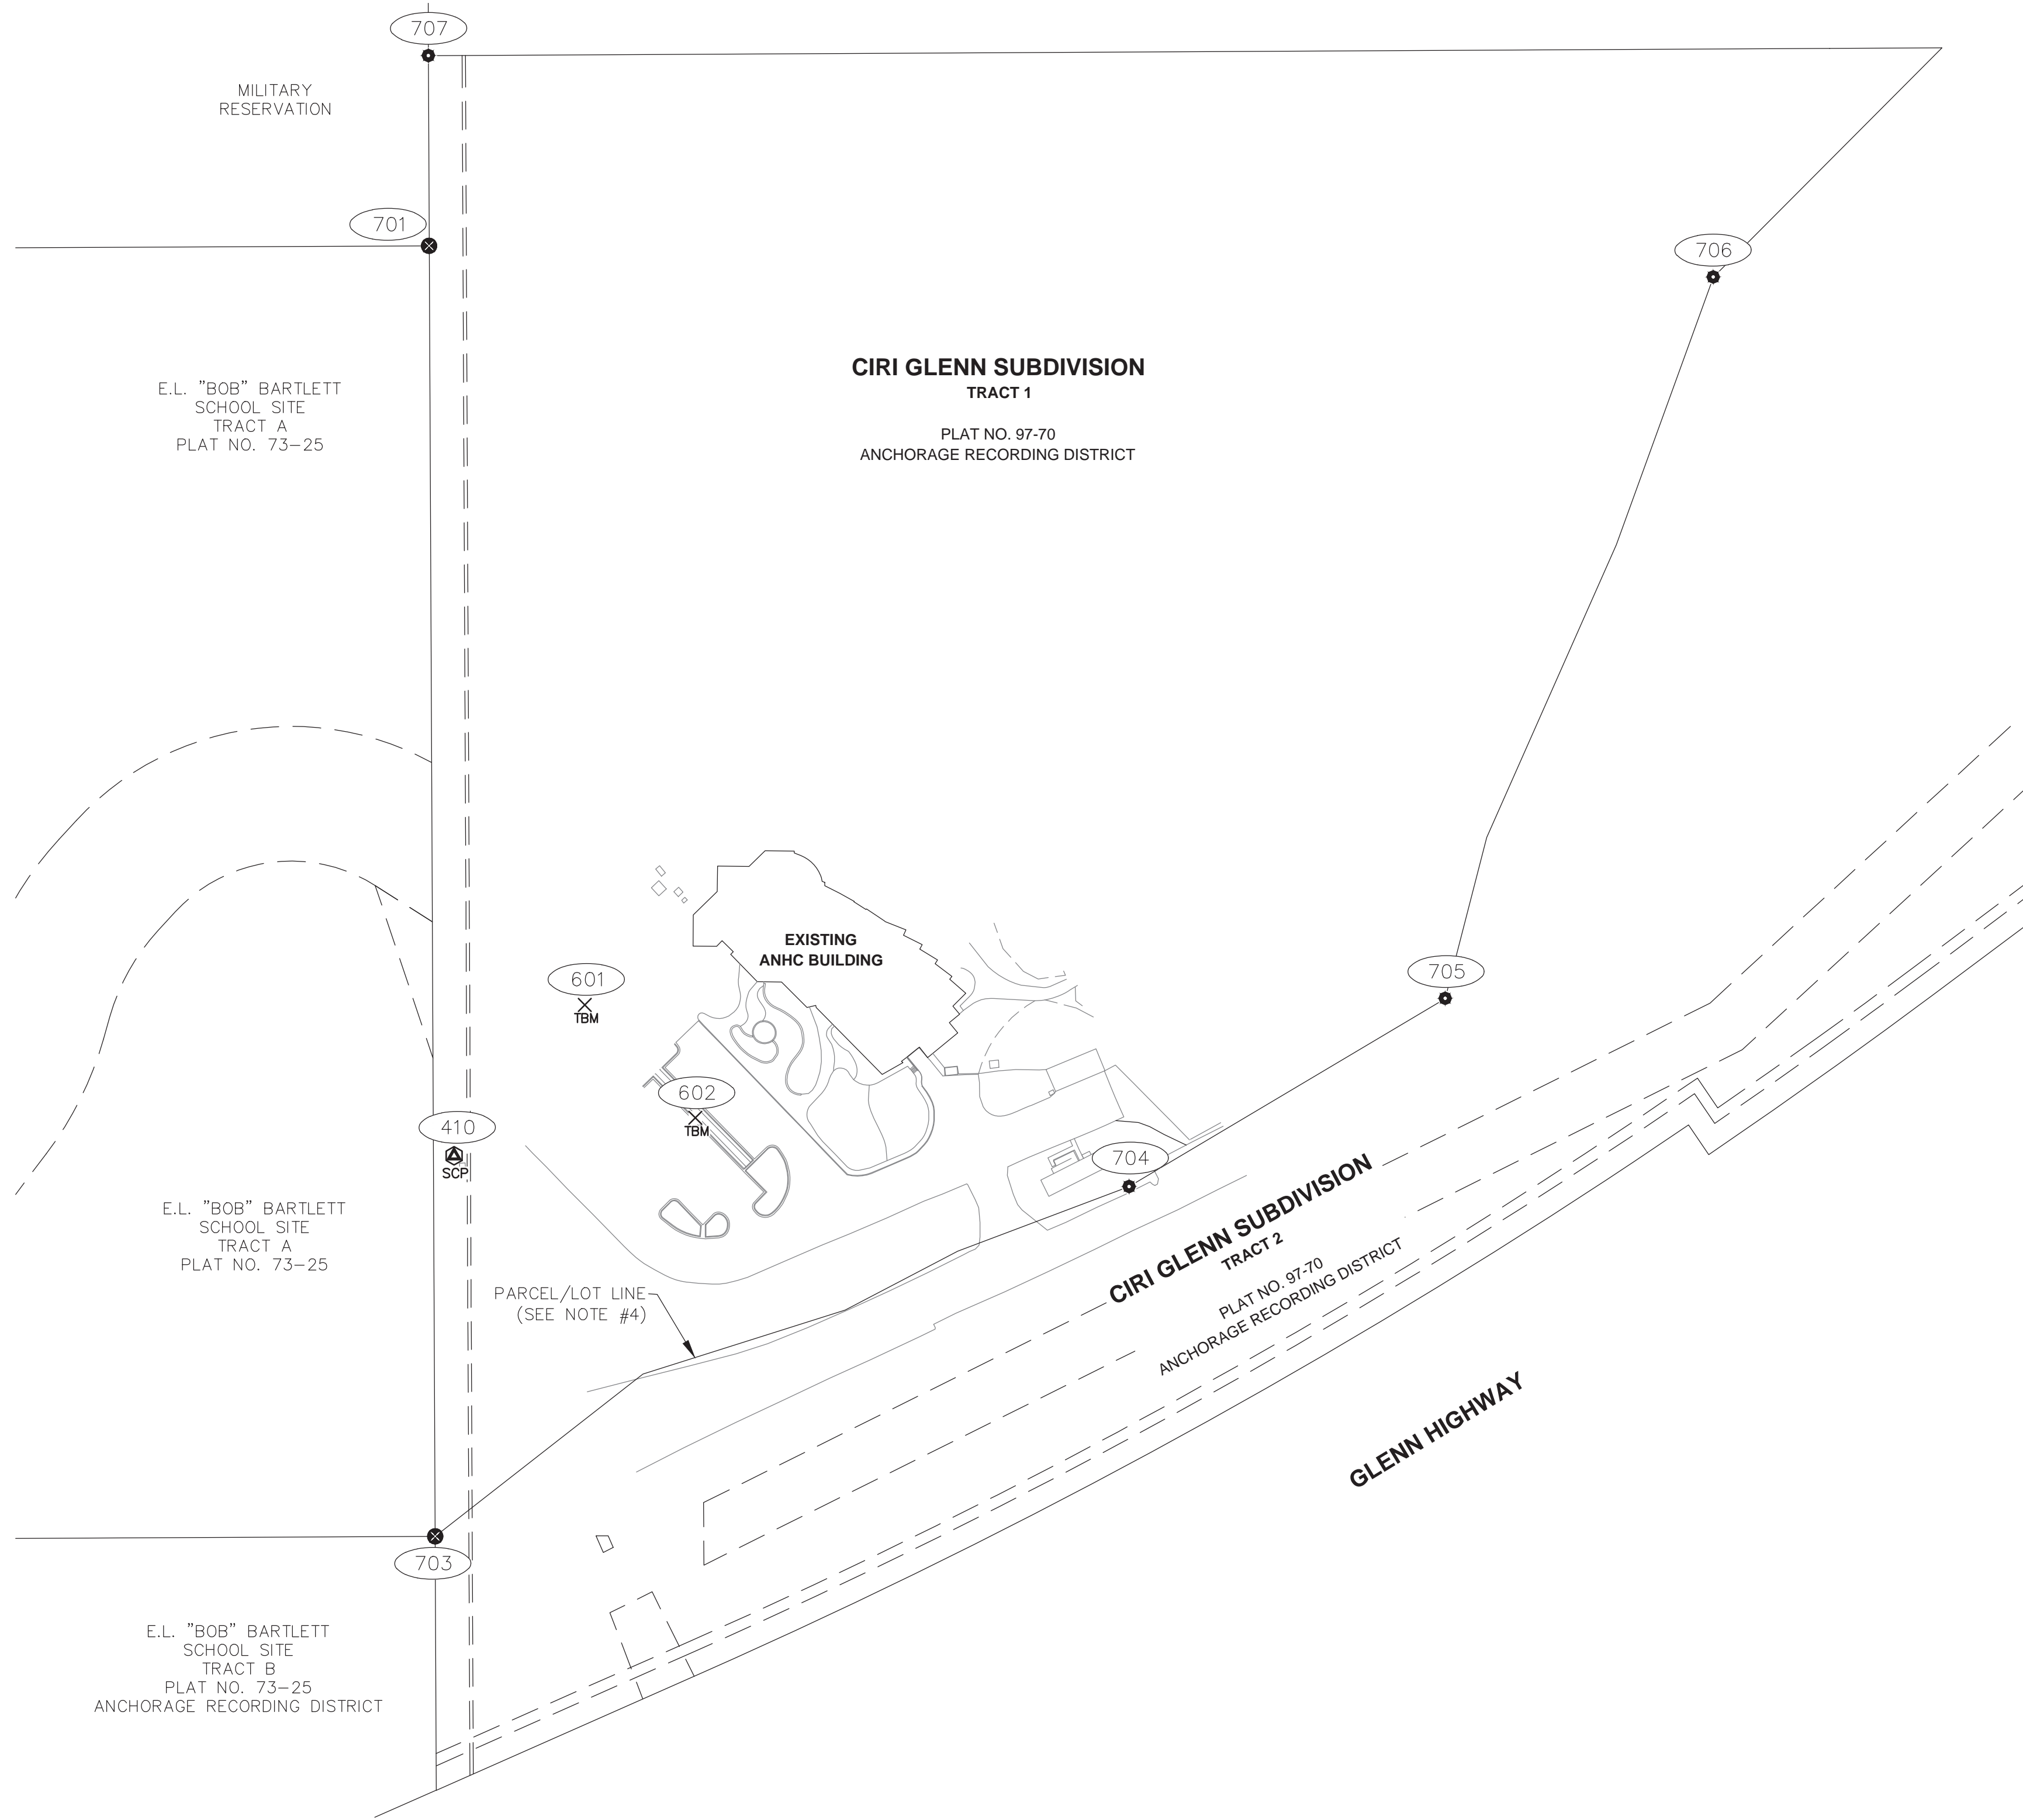 707
MILITARY
RESERVATION
701
706
CIRI GLENN SUBDIVISION
TRACT 1
PLAT NO. 97-70
ANCHORAGE RECORDING DISTRICT
E.L. "BOB" BARTLETT
SCHOOL SITE
TRACT A
PLAT NO. 73-25
EXISTING
ANHC BUILDING
601
TBM
705
602
TBM
410
SCP
704
E.L. "BOB" BARTLETT
SCHOOL SITE
TRACT A
PLAT NO. 73-25
CIRI GLENN SUBDIVISION
TRACT 2
PLAT NO. 97-70
ANCHORAGE RECORDING DISTRICT
PARCEL/LOT LINE
(SEE NOTE #4)
GLENN HIGHWAY
703
E.L. "BOB" BARTLETT
SCHOOL SITE
TRACT B
PLAT NO. 73-25
ANCHORAGE RECORDING DISTRICT